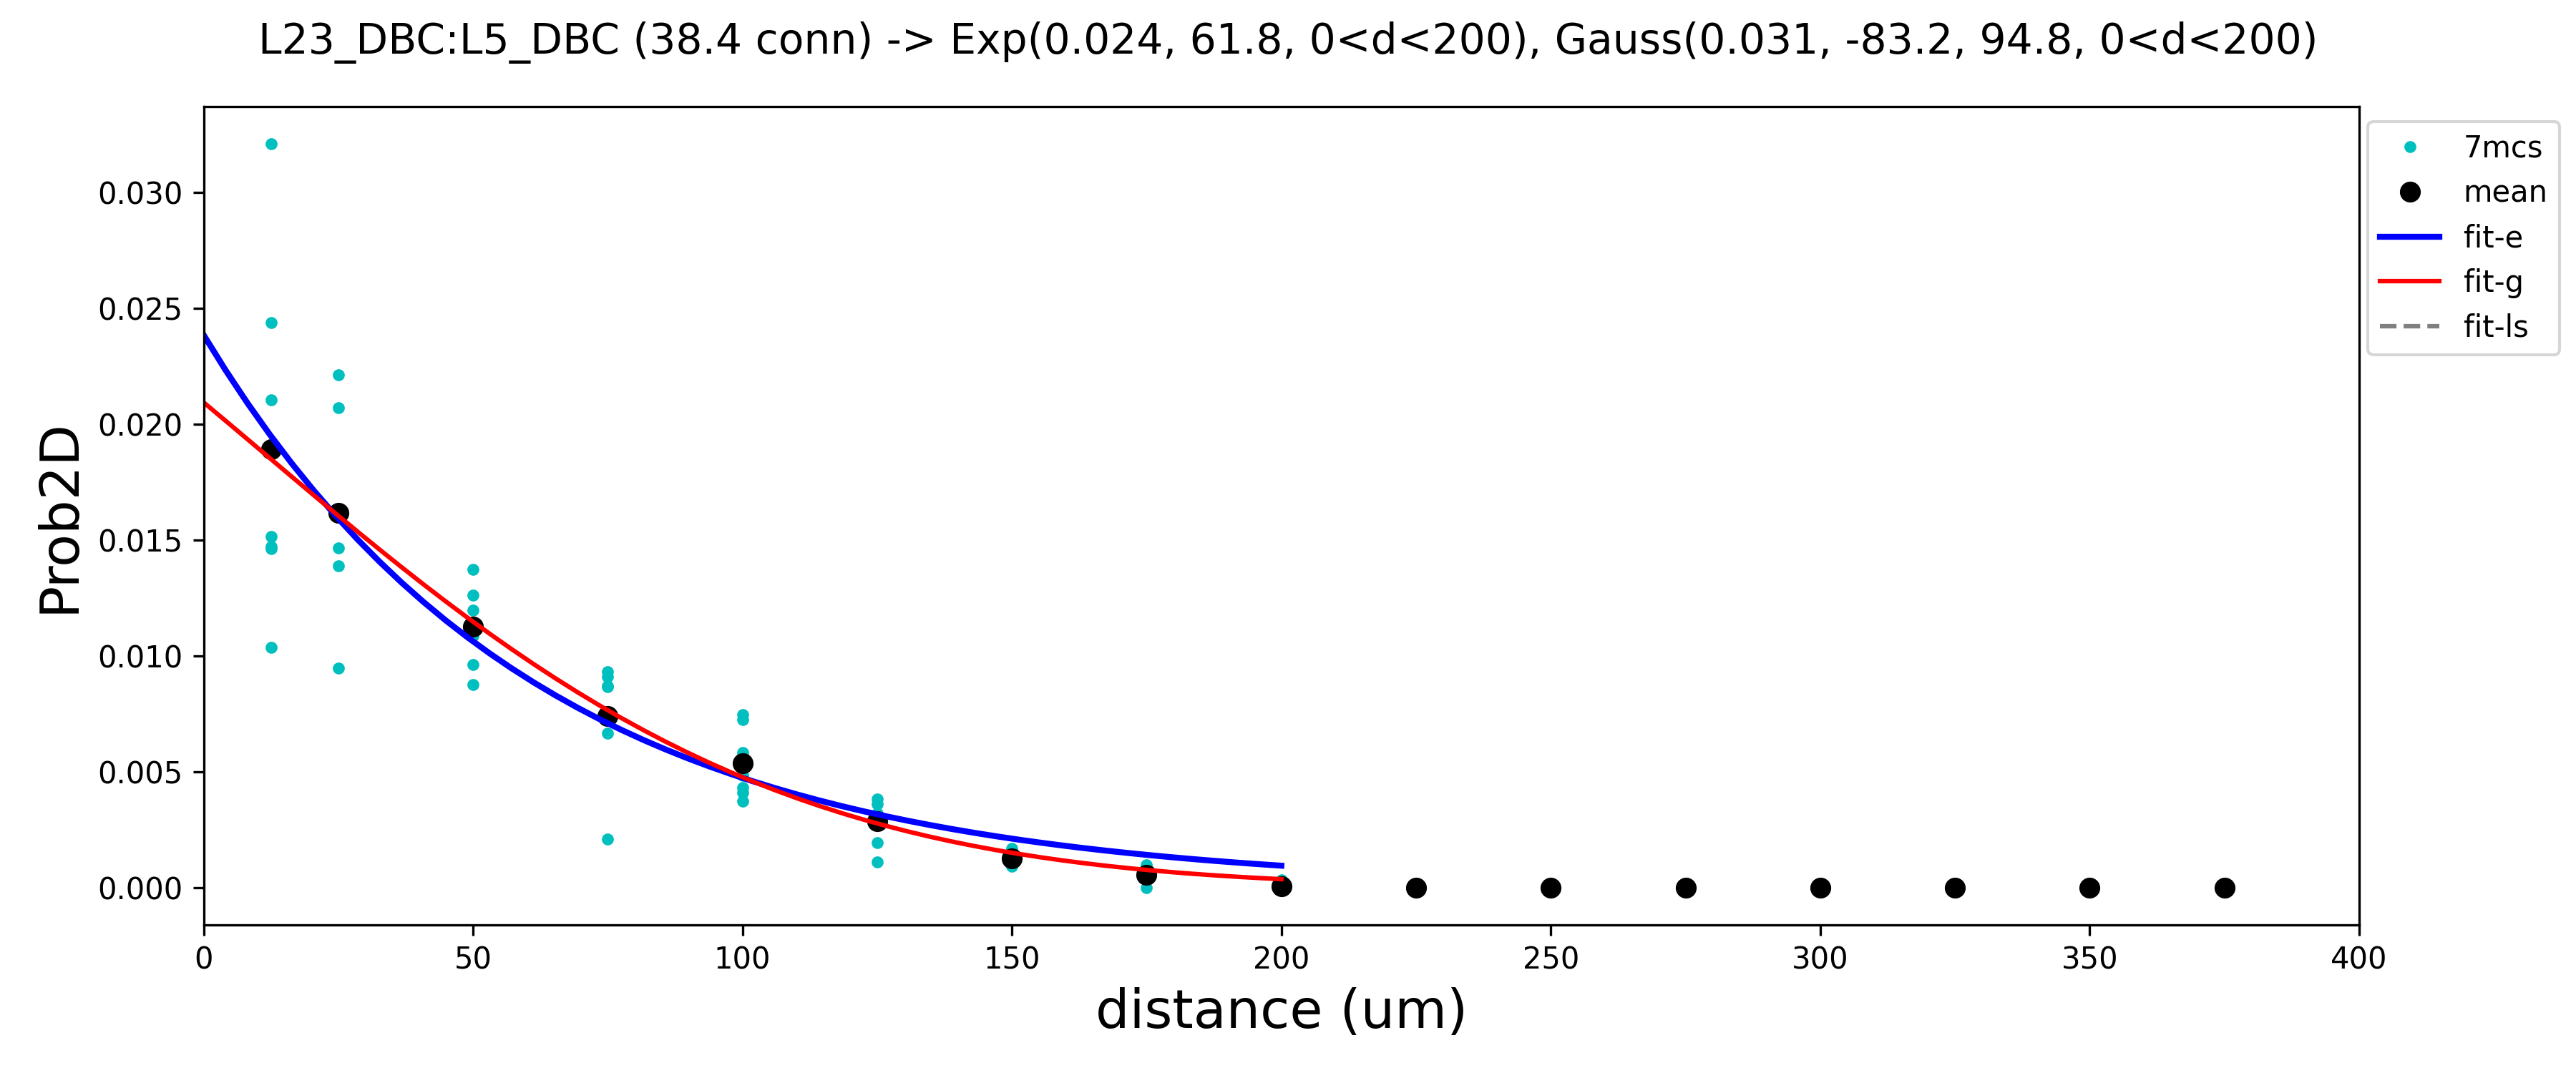 L23_DBC:L5_DBC (38.4 conn) -> Exp(0.024, 61.8, 0<d<200), Gauss(0.031, -83.2, 94.8, 0<d<200)
7mcs
mean
fit-e
fit-g
fit-ls
Prob2D
0.030
0.025
0.020
0.015
0.010
0.005
0.000
0 50 100 150 200 250 300 350 400
distance (um)